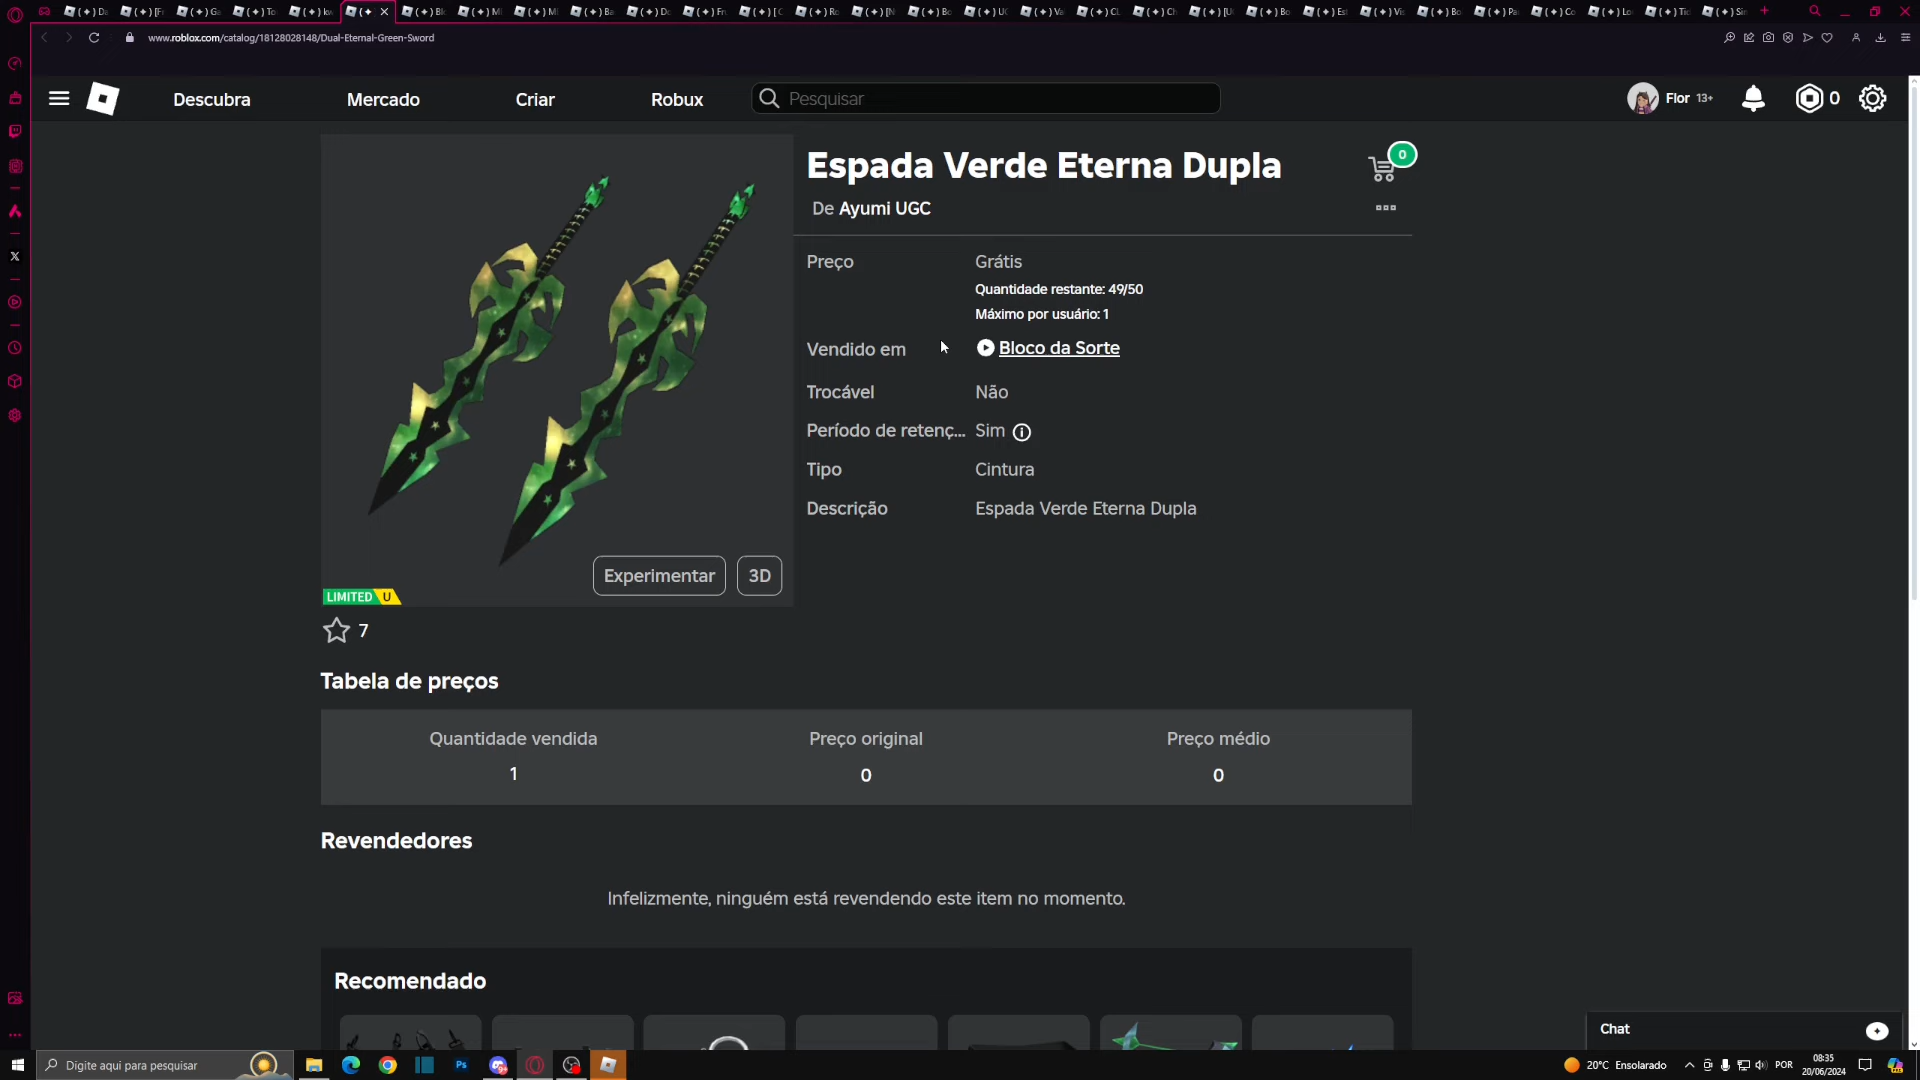 www.roblox.com/catalog/18128028148/Dual-Eternal-Green-Sword
Descubra
Mercado
Criar
Robux
Pesquisar
Flor 13+
0
Espada Verde Eterna Dupla
0
De Ayumi UGC
Preço
Grátis
Quantidade restante: 49/50
Máximo por usuário: 1
Vendido em
Bloco da Sorte
Trocável
Não
Período de retenç...
Sim
Tipo
Cintura
Descrição
Espada Verde Eterna Dupla
Experimentar
3D
LIMITED U
7
Tabela de preços
Quantidade vendida
Preço original
Preço médio
1
0
0
Revendedores
Infelizmente, ninguém está revendendo este item no momento.
Recomendado
Chat
Digite aqui para pesquisar
Ps
20°C Ensolarado
POR
08:35
20/06/2024